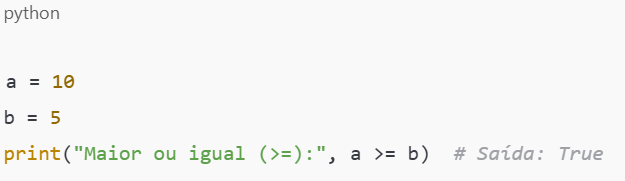 python
a = 10
b = 5
print("Maior ou igual (>=):", a >= b)  # Saída: True